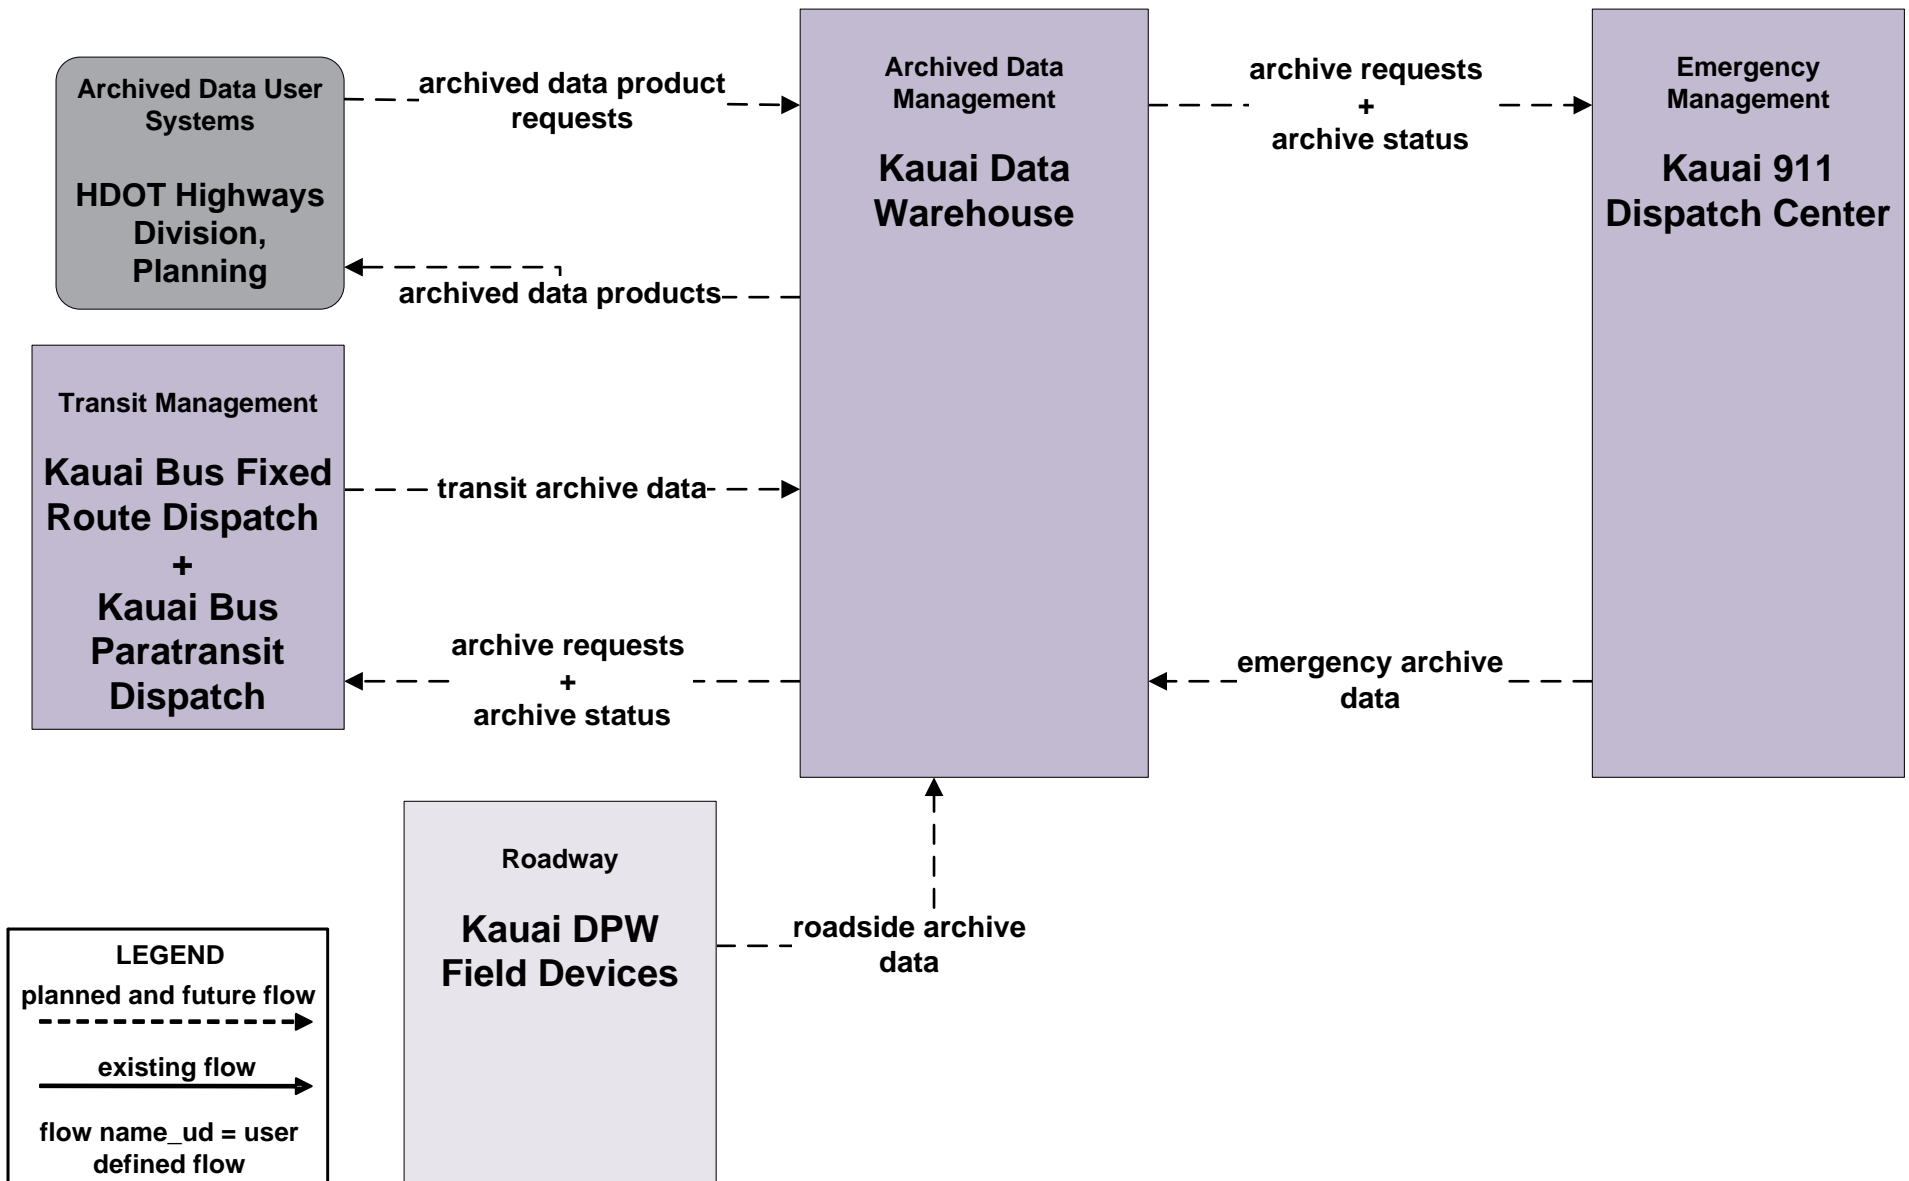 Archived Data User
Systems
HDOT Highways
Division,
Planning
archived data product
requests
archived data products
Archived Data
Management
Kauai Data
Warehouse
archive requests
+
archive status
Emergency
Management
Kauai 911
Dispatch Center
Transit Management
Kauai Bus Fixed
Route Dispatch
+
Kauai Bus
Paratransit
Dispatch
transit archive data
archive requests
+
archive status
emergency archive
data
Roadway
Kauai DPW
Field Devices
roadside archive
data
LEGEND
planned and future flow
existing flow
flow name_ud = user
defined flow